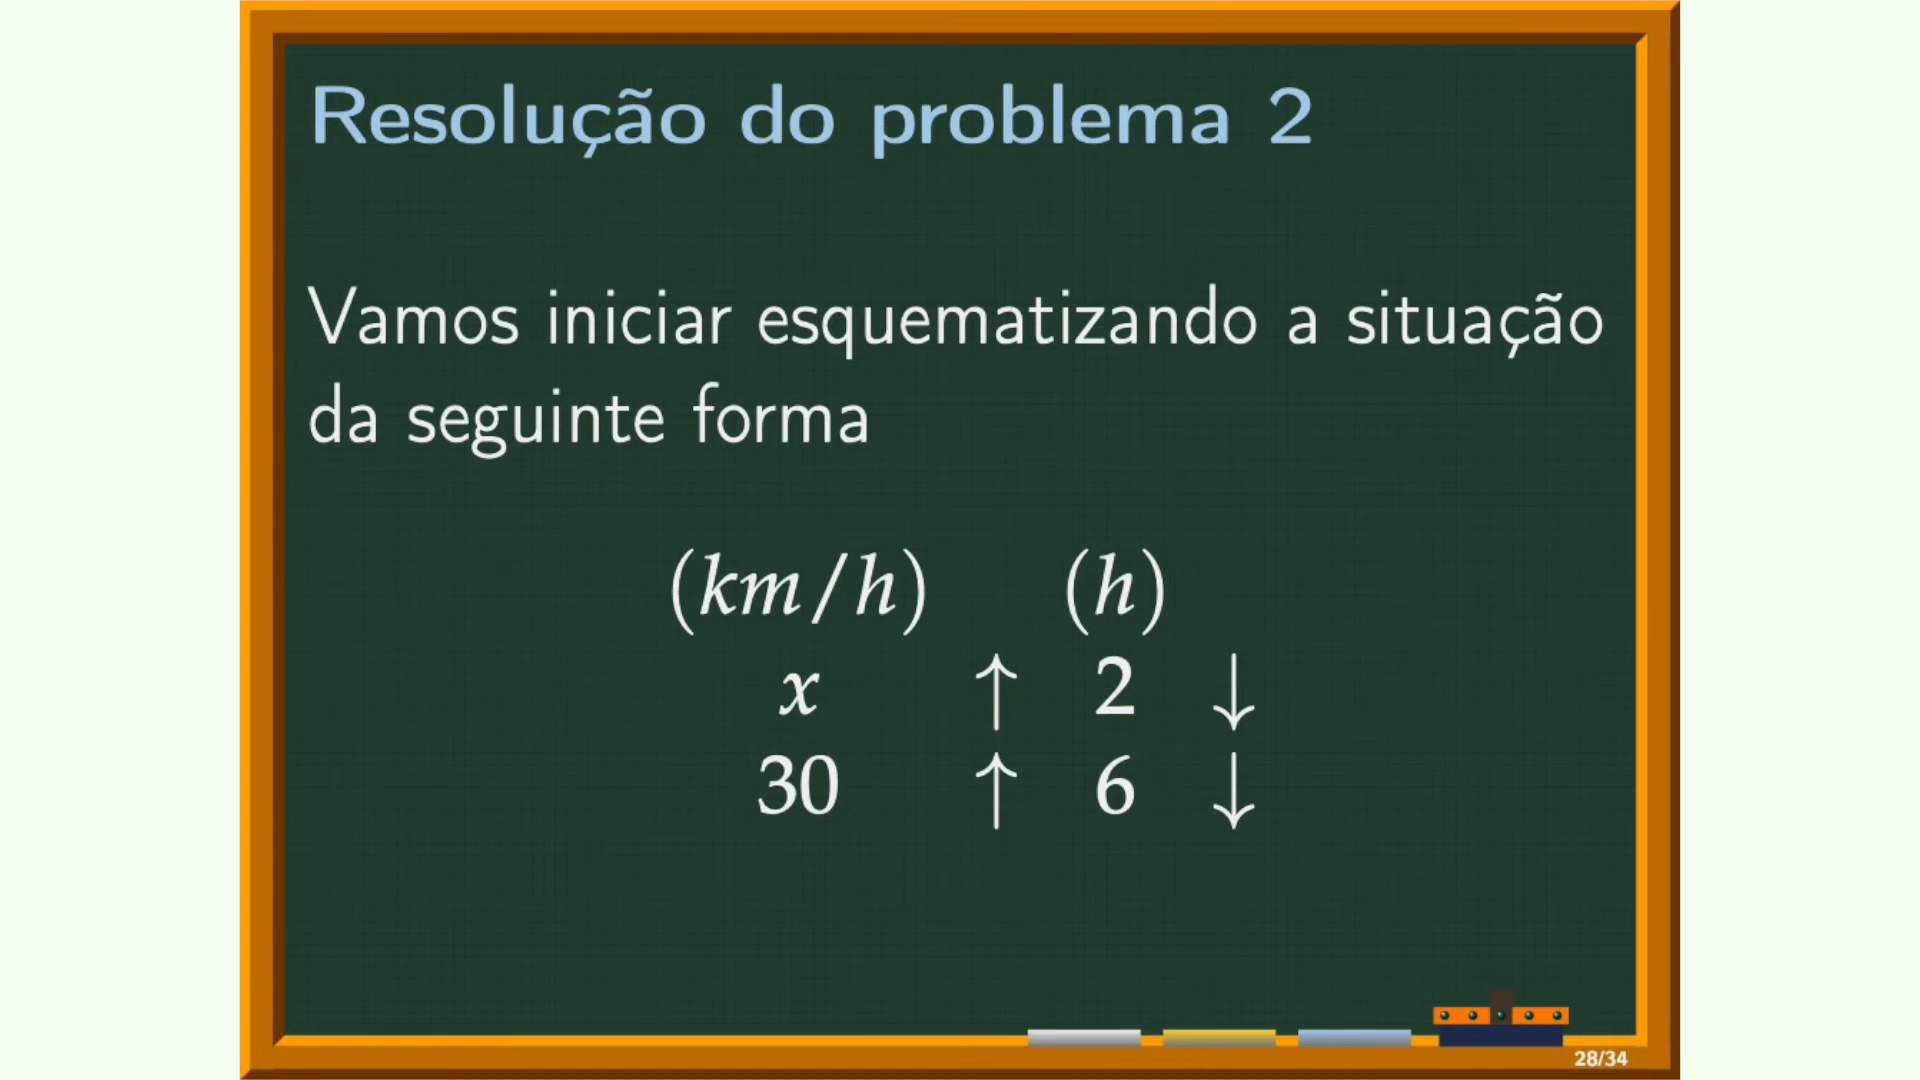 Resolução do problema 2
Vamos iniciar esquematizando a situação
da seguinte forma
(km/h) (h)
x ↑ 2 ↓
30 ↑ 6 ↓
28/34